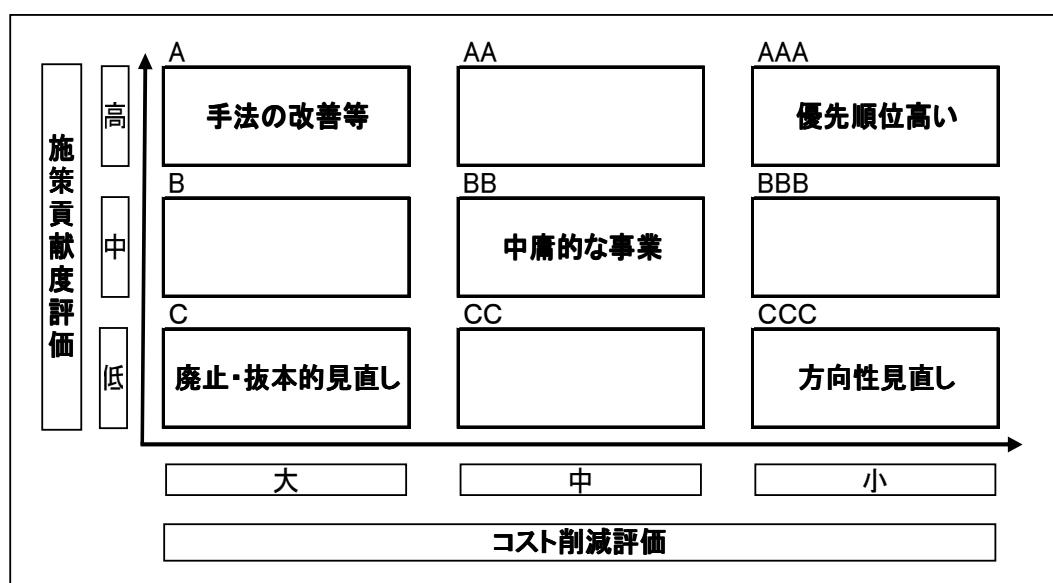 A
AA
AAA
手法の改善等
優先順位高い
B
BB
BBB
中庸的な事業
C
CC
CCC
廃止・抜本的見直し
方向性見直し
施策貢献度評価
高
中
低
大
中
小
コスト削減評価